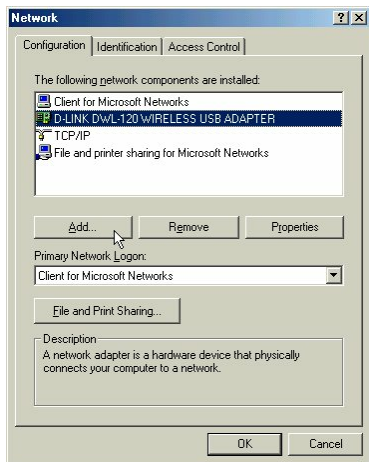 Network
? ×
Configuration Identification Access Control
The following network components are installed:
Client for Microsoft Networks
D-LINK DWL-120 WIRELESS USB ADAPTER
TCP/IP
File and printer sharing for Microsoft Networks
Add... Remove Properties
Primary Network Logon:
Client for Microsoft Networks
File and Print Sharing...
Description
A network adapter is a hardware device that physically
connects your computer to a network.
OK Cancel